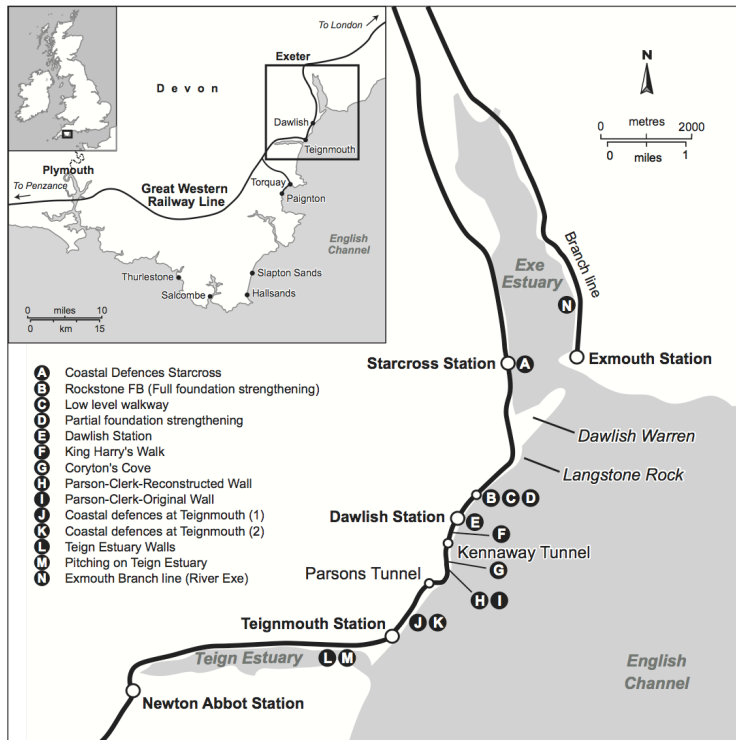 To London
Exeter
Devon
Dawlish
Teignmouth
Plymouth
To Penzance
Great Western
Railway Line
Torquay
Paignton
English
Channel
Thurlestone
Slapton Sands
Salcombe
Hallsands
0 miles 15
0 km 15
N
metres
0 2000
0 1
miles
Exe
Estuary
Branch line
N
Starcross Station
A
Exmouth Station
Dawlish Warren
Langstone Rock
B C D
Dawlish Station
E
F
Kennaway Tunnel
G
Parsons Tunnel
H I
Teignmouth Station
J K
Teign Estuary
L M
English
Channel
Newton Abbot Station
A Coastal Defences Starcross
B Rockstone FB (Full foundation strengthening)
C Low level walkway
D Partial foundation strengthening
E Dawlish Station
F King Harry's Walk
G Coryton's Cove
H Parson-Clerk-Reconstructed Wall
I Parson-Clerk-Original Wall
J Coastal defences at Teignmouth (1)
K Coastal defences at Teignmouth (2)
L Teign Estuary Walls
M Pitching on Teign Estuary
N Exmouth Branch line (River Exe)